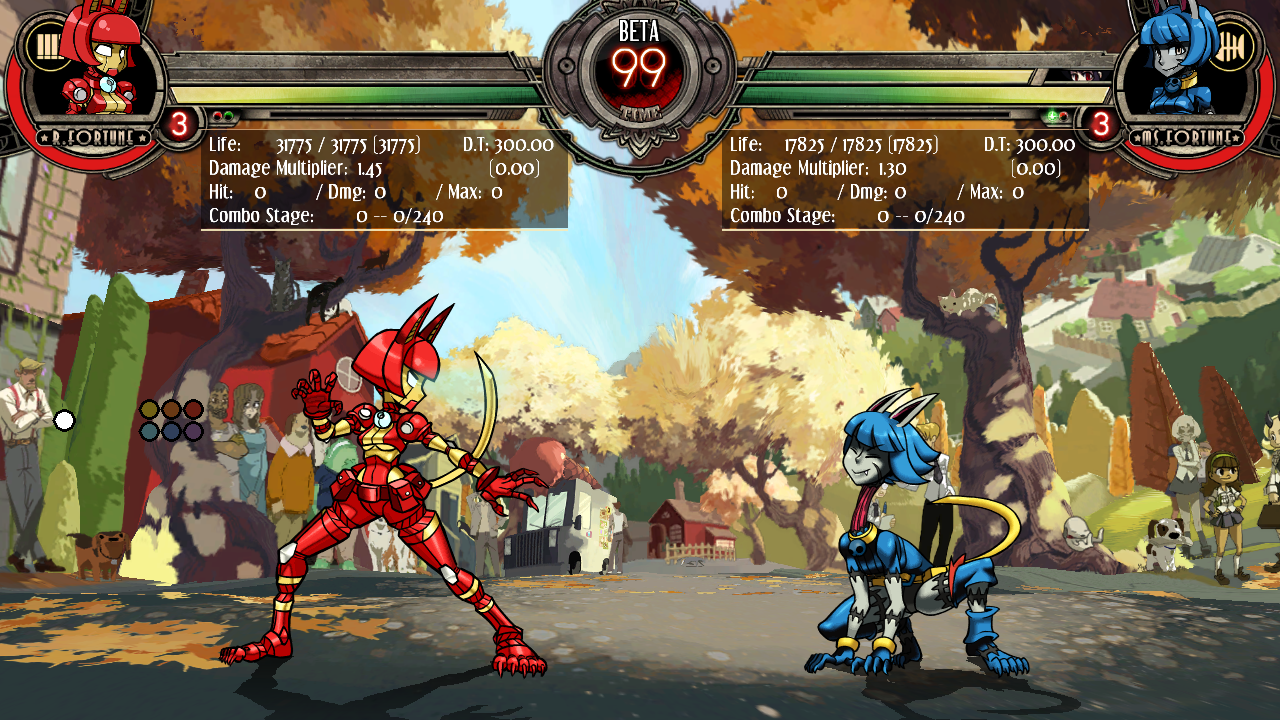 BETA
99
TIME
R.FORTUNE
MS.FORTUNE
3
3
Life: 31775 / 31775 (31775) D.T: 300.00
Damage Multiplier: 1.45 (0.00)
Hit: 0 / Dmg: 0 / Max: 0
Combo Stage: 0 -- 0/240
Life: 17825 / 17825 (17825) D.T: 300.00
Damage Multiplier: 1.30 (0.00)
Hit: 0 / Dmg: 0 / Max: 0
Combo Stage: 0 -- 0/240